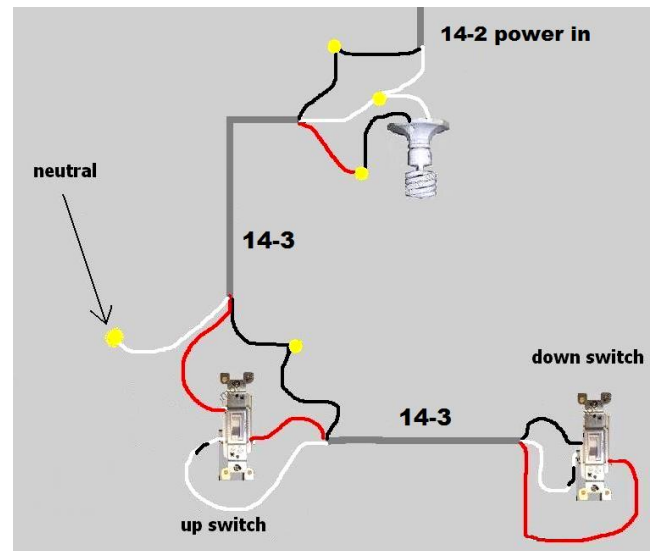 14-2 power in
neutral
14-3
down switch
14-3
up switch